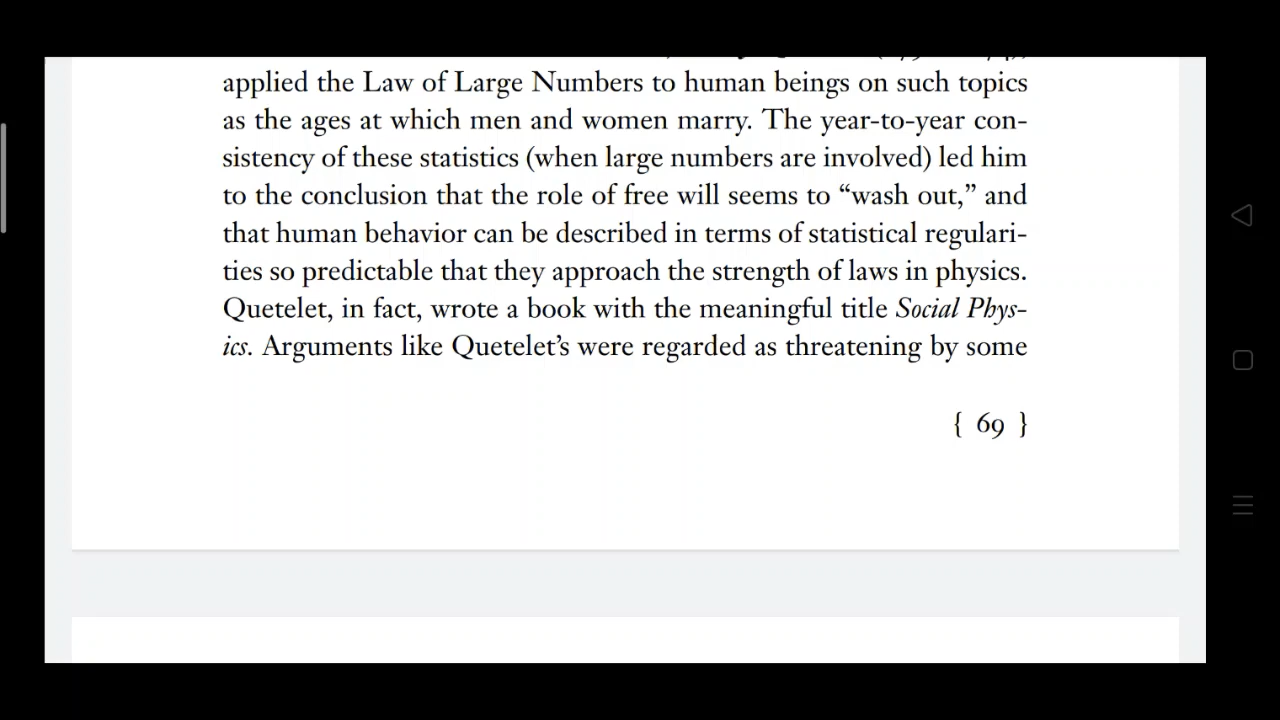 applied the Law of Large Numbers to human beings on such topics
as the ages at which men and women marry. The year-to-year con-
sistency of these statistics (when large numbers are involved) led him
to the conclusion that the role of free will seems to “wash out,” and
that human behavior can be described in terms of statistical regulari-
ties so predictable that they approach the strength of laws in physics.
Quetelet, in fact, wrote a book with the meaningful title Social Phys-
ics. Arguments like Quetelet’s were regarded as threatening by some
{ 69 }